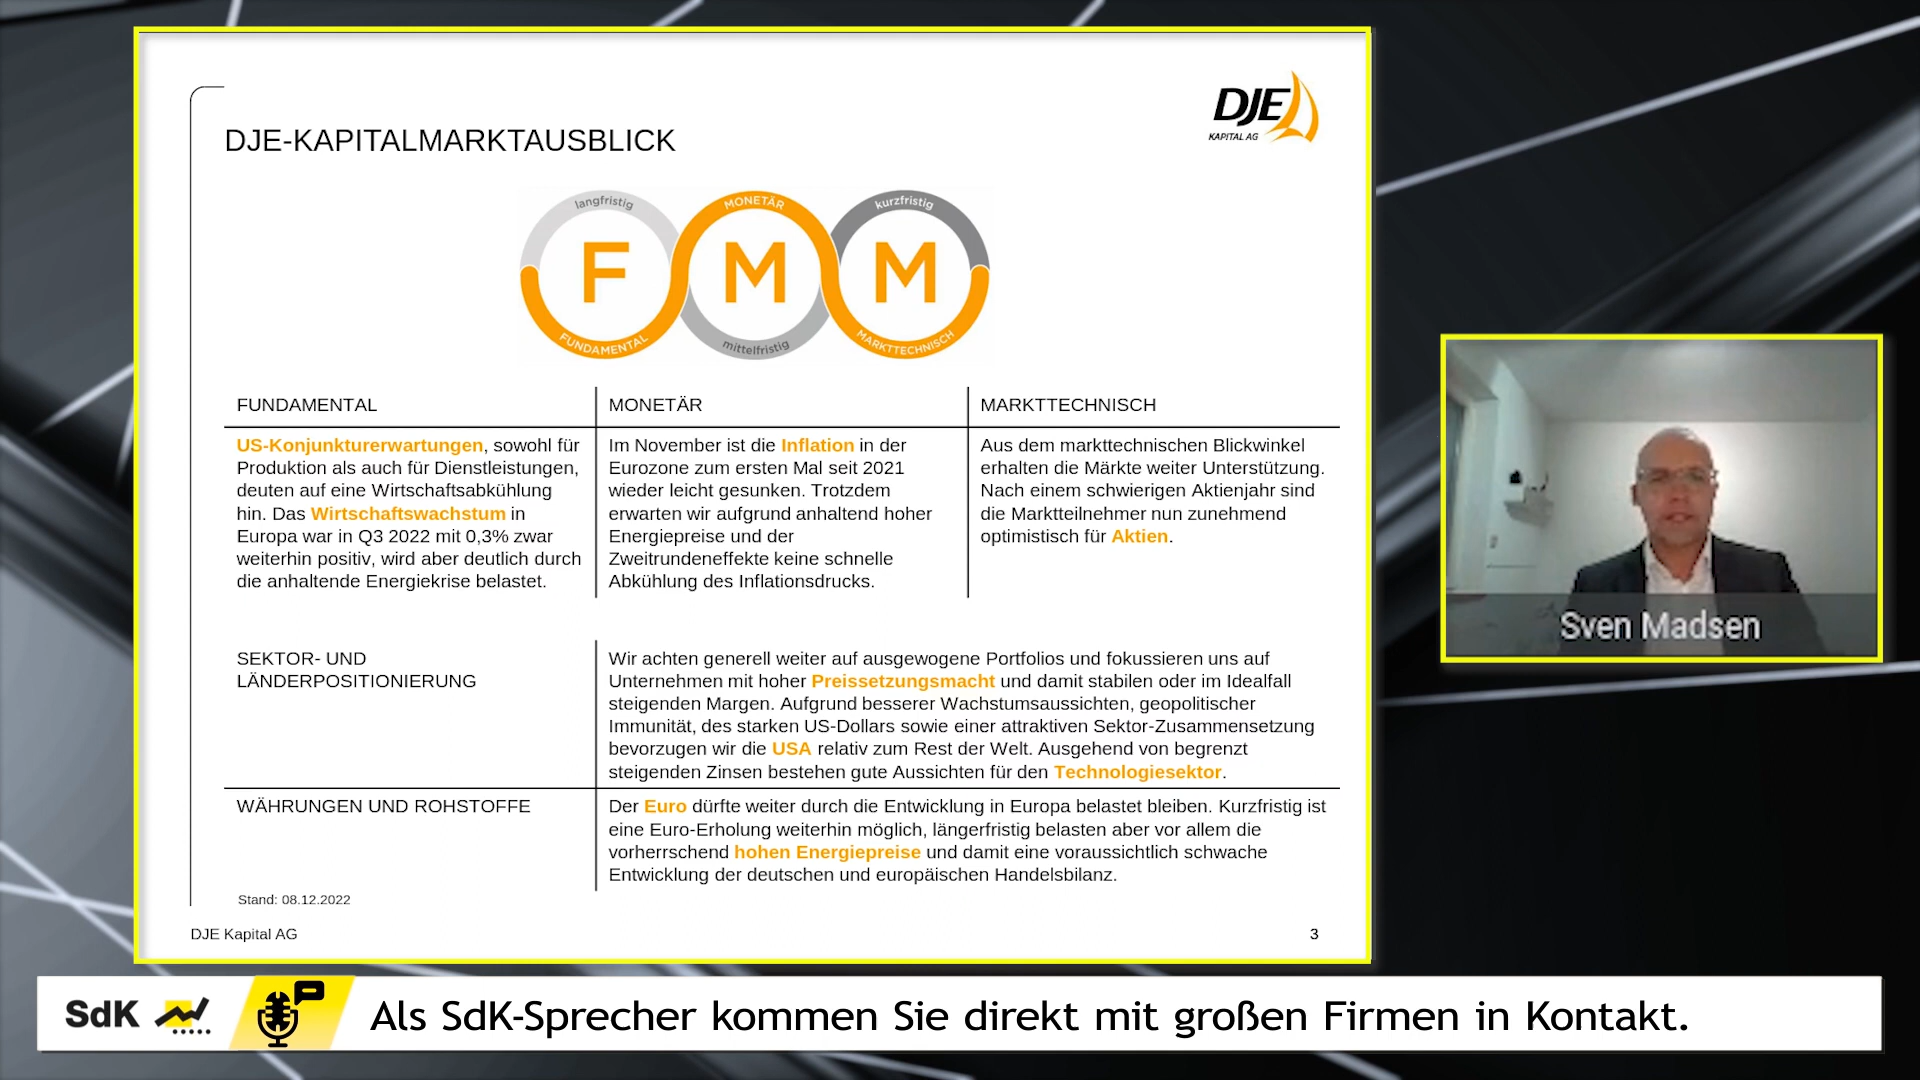 DJE-KAPITALMARKTAUSBLICK
DJE
KAPITAL AG
langfristig
MONETÄR
kurzfristig
F
M
M
FUNDAMENTAL
mittelfristig
MARKTTECHNISCH
FUNDAMENTAL
US-Konjunkturerwartungen, sowohl für
Produktion als auch für Dienstleistungen,
deuten auf eine Wirtschaftsabkühlung
hin. Das Wirtschaftswachstum in
Europa war in Q3 2022 mit 0,3% zwar
weiterhin positiv, wird aber deutlich durch
die anhaltende Energiekrise belastet.
MONETÄR
Im November ist die Inflation in der
Eurozone zum ersten Mal seit 2021
wieder leicht gesunken. Trotzdem
erwarten wir aufgrund anhaltend hoher
Energiepreise und der
Zweitrundeneffekte keine schnelle
Abkühlung des Inflationsdrucks.
MARKTTECHNISCH
Aus dem markttechnischen Blickwinkel
erhalten die Märkte weiter Unterstützung.
Nach einem schwierigen Aktienjahr sind
die Marktteilnehmer nun zunehmend
optimistisch für Aktien.
SEKTOR- UND
LÄNDERPOSITIONIERUNG
Wir achten generell weiter auf ausgewogene Portfolios und fokussieren uns auf
Unternehmen mit hoher Preissetzungsmacht und damit stabilen oder im Idealfall
steigenden Margen. Aufgrund besserer Wachstumsaussichten, geopolitischer
Immunität, des starken US-Dollars sowie einer attraktiven Sektor-Zusammensetzung
bevorzugen wir die USA relativ zum Rest der Welt. Ausgehend von begrenzt
steigenden Zinsen bestehen gute Aussichten für den Technologiesektor.
WÄHRUNGEN UND ROHSTOFFE
Der Euro dürfte weiter durch die Entwicklung in Europa belastet bleiben. Kurzfristig ist
eine Euro-Erholung weiterhin möglich, längerfristig belasten aber vor allem die
vorherrschend hohen Energiepreise und damit eine voraussichtlich schwache
Entwicklung der deutschen und europäischen Handelsbilanz.
Stand: 08.12.2022
DJE Kapital AG
3
Sven Madsen
SdK
Als SdK-Sprecher kommen Sie direkt mit großen Firmen in Kontakt.